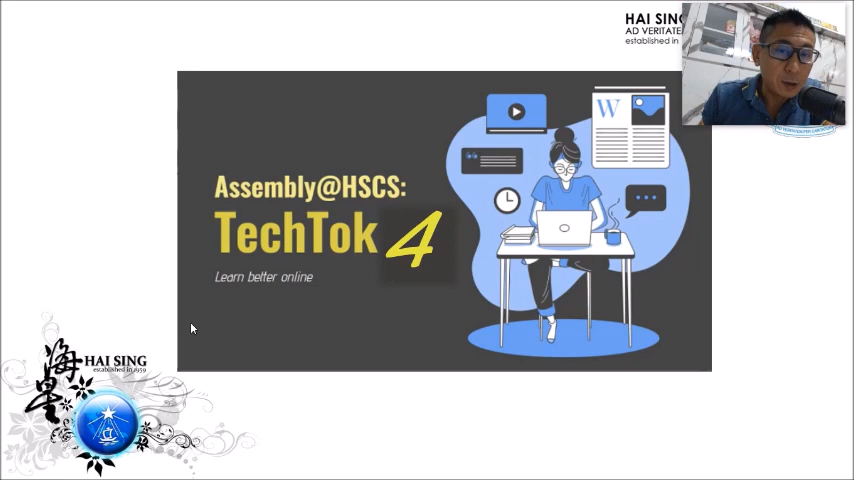 HAI SING
AD VERITATE
established in
W
Assembly@HSCS:
TechTok 4
Learn better online
海星
HAI SING
established in 1959